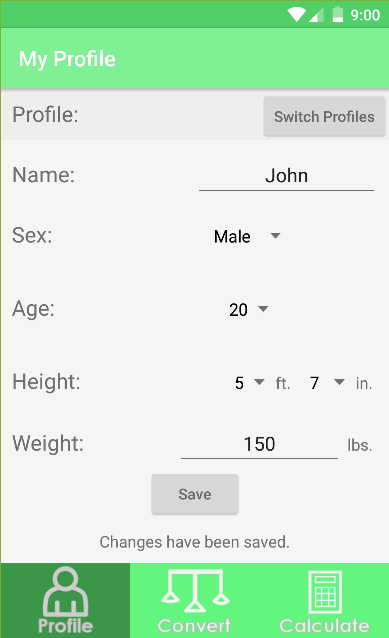 9:00
My Profile
Profile: Switch Profiles
Name: John
Sex: Male
Age: 20
Height: 5 ft. 7 in.
Weight: 150 lbs.
Save
Changes have been saved.
Profile Convert Calculate